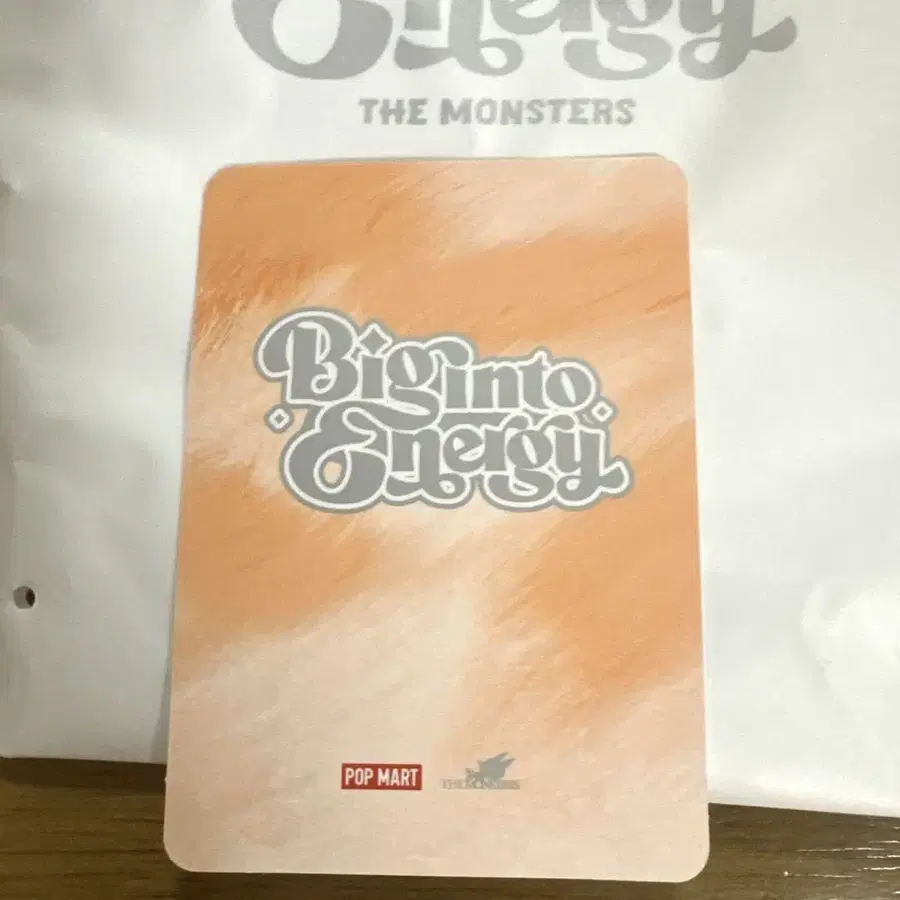 Energy
THE MONSTERS
Big into
Energy
POP MART
THE MONSTERS